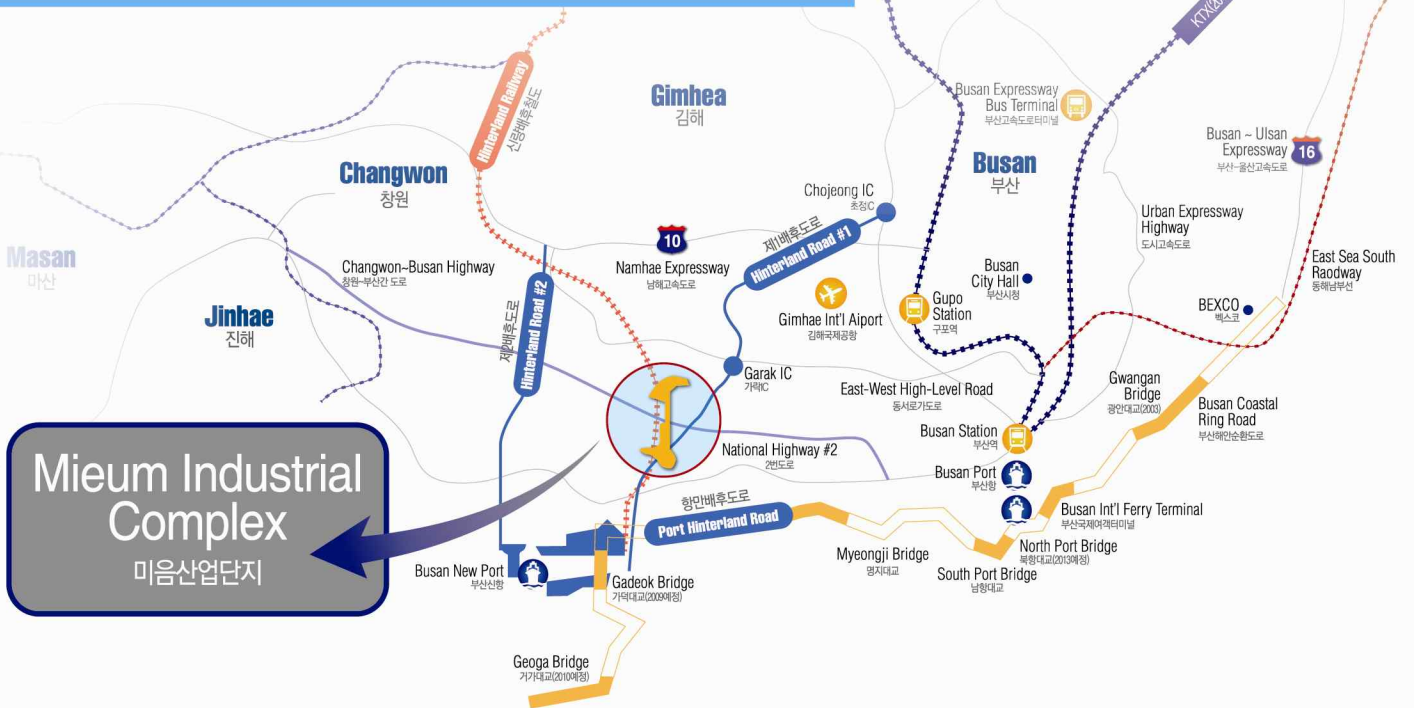 KTX(20
Hinterland Railway
신항배후철도
Gimhea
김해
Busan Expressway
Bus Terminal
부산고속도로터미널
Busan ~ Ulsan
Expressway
부산~울산고속도로
16
Changwon
창원
Busan
부산
Chojeong IC
초정IC
제1배후도로
Hinterland Road #1
10
Namhae Expressway
남해고속도로
Urban Expressway
Highway
도시고속도로
Masan
마산
Changwon~Busan Highway
창원~부산간 도로
제2배후도로
Hinterland Road #2
East Sea South
Raodway
동해남부선
Busan
City Hall
부산시청
Jinhae
진해
Gimhae Int'l Aiport
김해국제공항
Gupo
Station
구포역
BEXCO
벡스코
Garak IC
가락IC
East-West High-Level Road
동서로가도로
Gwangan
Bridge
광안대교(2003)
Busan Coastal
Ring Road
부산해안순환도로
Busan Station
부산역
National Highway #2
2번도로
Mieum Industrial
Complex
미음산업단지
Busan Port
부산항
항만배후도로
Port Hinterland Road
Busan Int'l Ferry Terminal
부산국제여객터미널
Myeongji Bridge
명지대교
North Port Bridge
북항대교(2013예정)
South Port Bridge
남항대교
Busan New Port
부산신항
Gadeok Bridge
가덕대교(2009예정)
Geoga Bridge
거가대교(2010예정)